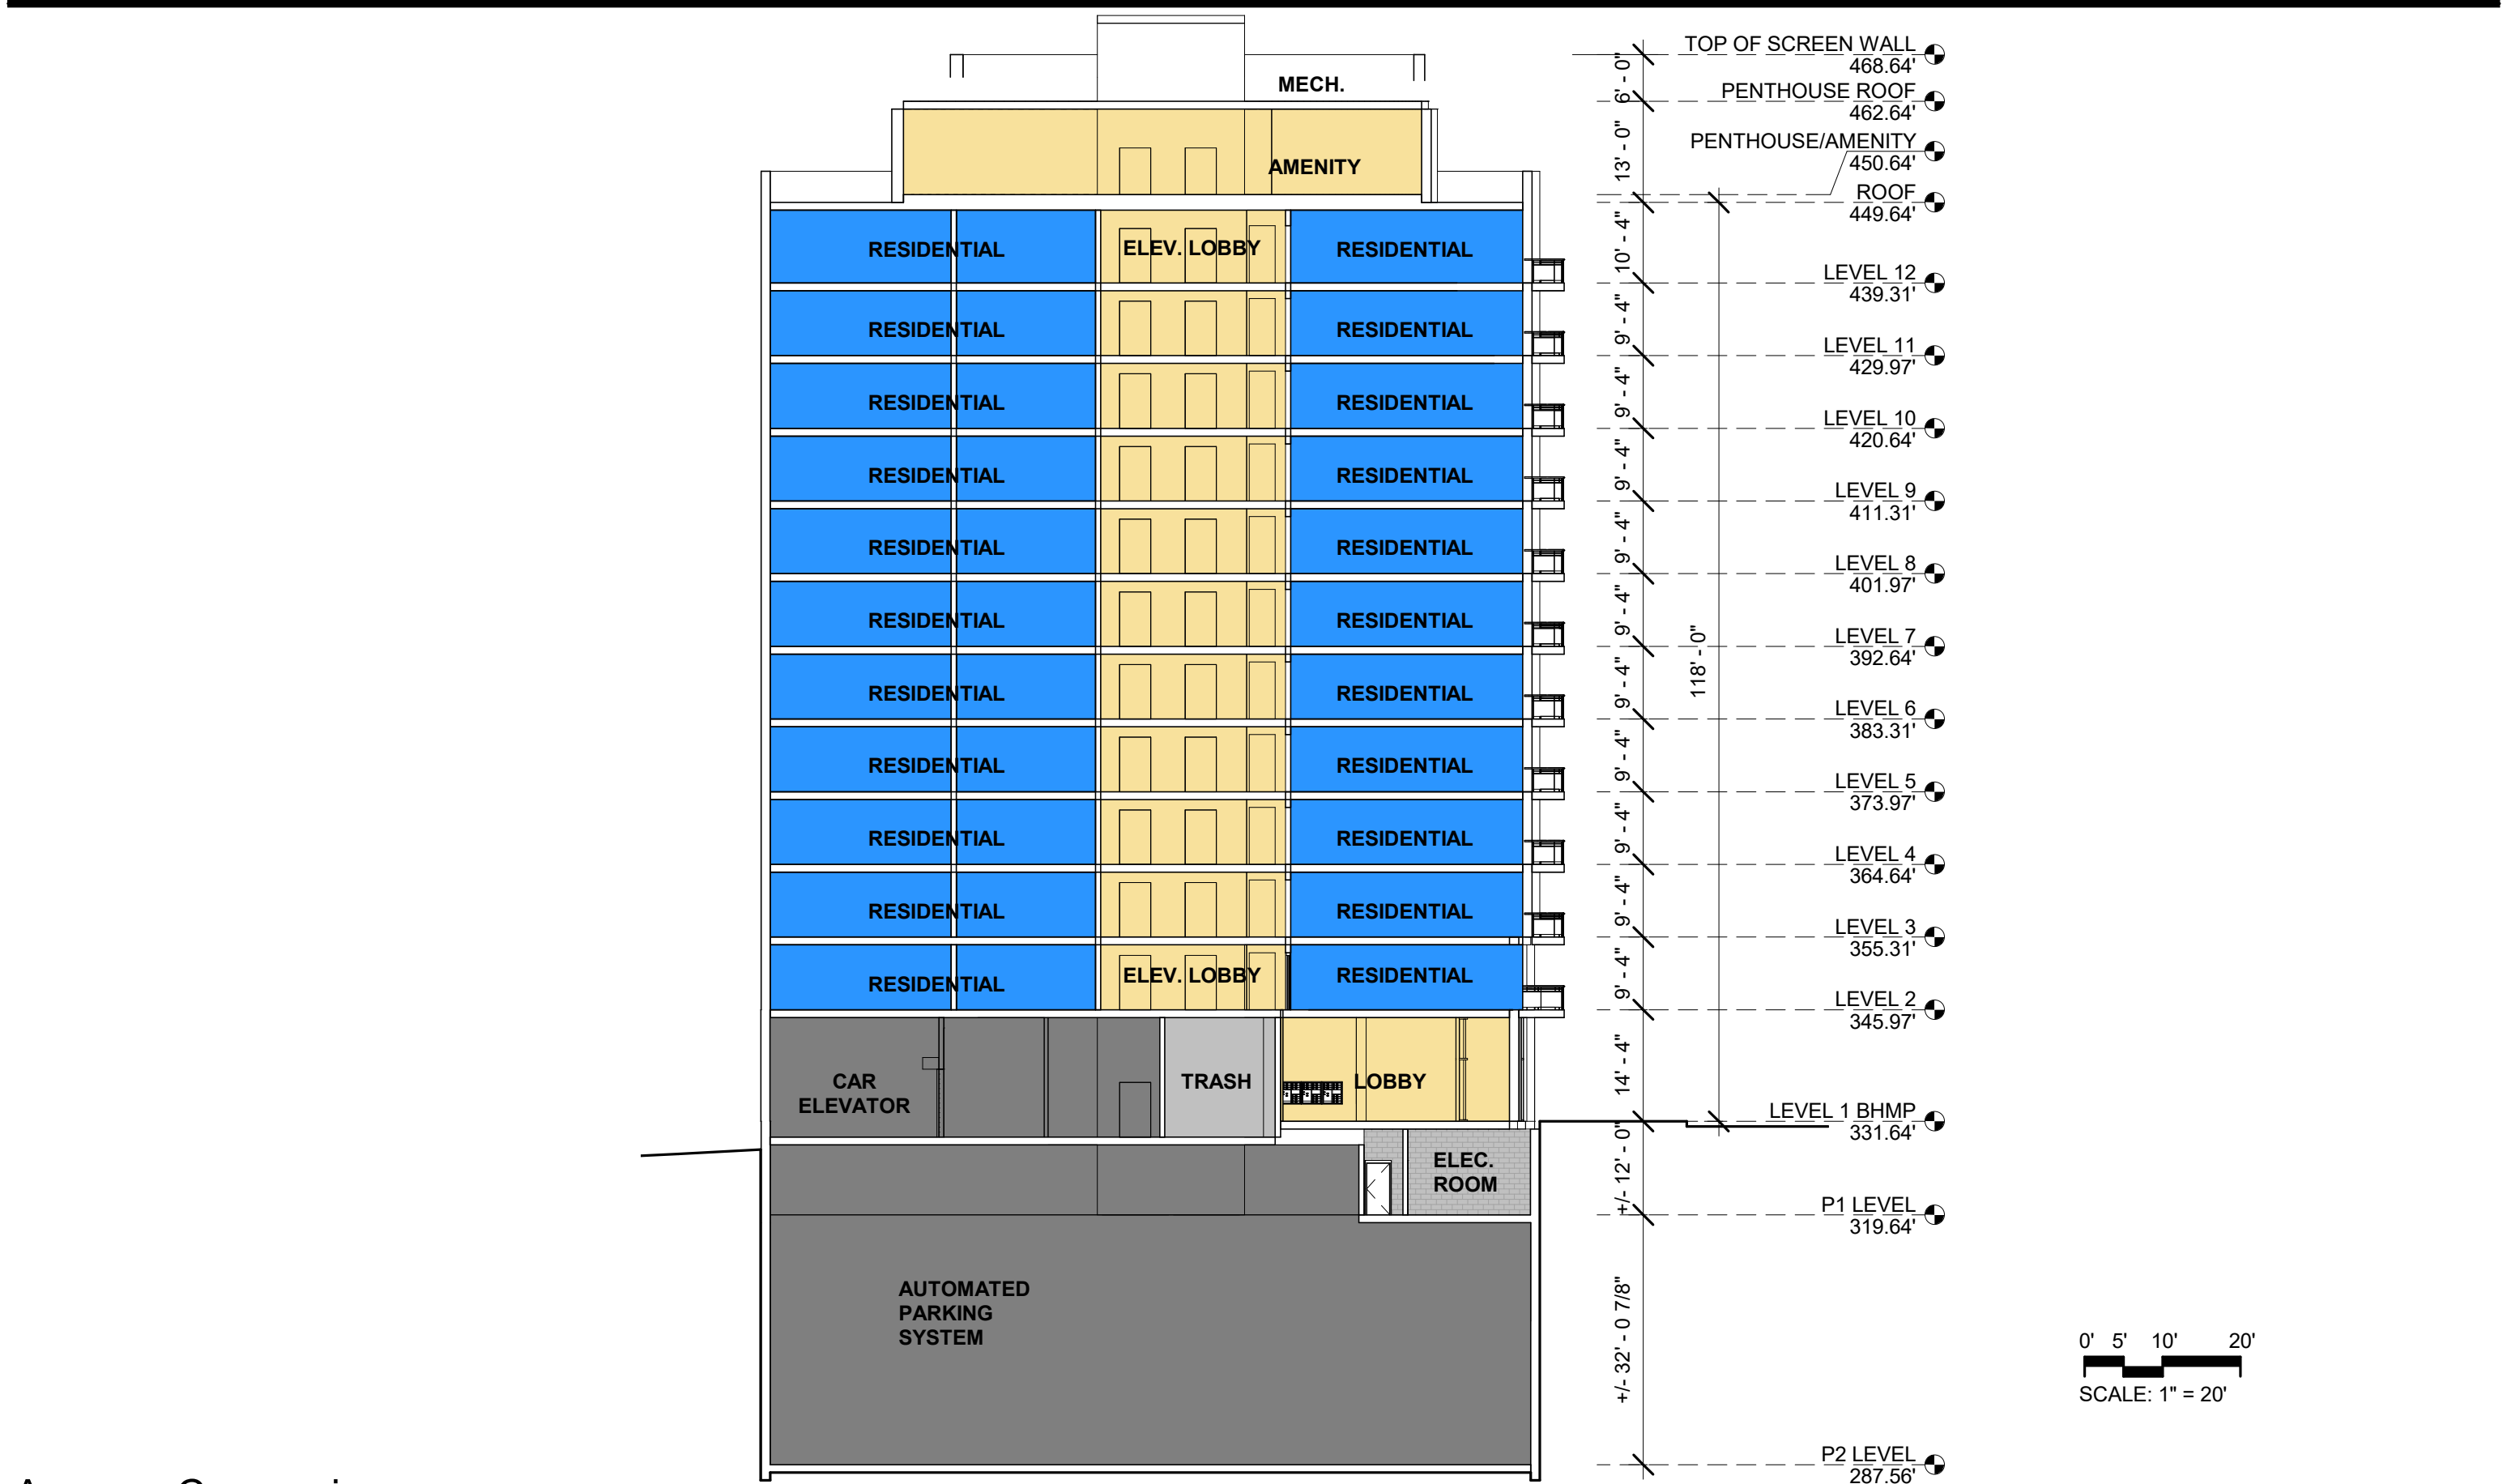 TOP OF SCREEN WALL
468.64'
6' - 0"
MECH.
PENTHOUSE ROOF
462.64'
13' - 0"
PENTHOUSE/AMENITY
450.64'
AMENITY
ROOF
449.64'
RESIDENTIAL ELEV. LOBBY RESIDENTIAL
10' - 4"
LEVEL 12
439.31'
RESIDENTIAL RESIDENTIAL
9' - 4"
LEVEL 11
429.97'
RESIDENTIAL RESIDENTIAL
9' - 4"
LEVEL 10
420.64'
RESIDENTIAL RESIDENTIAL
9' - 4"
LEVEL 9
411.31'
RESIDENTIAL RESIDENTIAL
9' - 4"
LEVEL 8
401.97'
RESIDENTIAL RESIDENTIAL
9' - 4"
LEVEL 7
392.64'
118' - 0"
RESIDENTIAL RESIDENTIAL
9' - 4"
LEVEL 6
383.31'
RESIDENTIAL RESIDENTIAL
9' - 4"
LEVEL 5
373.97'
RESIDENTIAL RESIDENTIAL
9' - 4"
LEVEL 4
364.64'
RESIDENTIAL RESIDENTIAL
9' - 4"
LEVEL 3
355.31'
RESIDENTIAL ELEV. LOBBY RESIDENTIAL
9' - 4"
LEVEL 2
345.97'
CAR
ELEVATOR
TRASH
LOBBY
14' - 4"
LEVEL 1 BHMP
331.64'
ELEC.
ROOM
+/- 12' - 0"
P1 LEVEL
319.64'
AUTOMATED
PARKING
SYSTEM
+/- 32' - 0 7/8"
0' 5' 10' 20'
SCALE: 1" = 20'
P2 LEVEL
287.56'